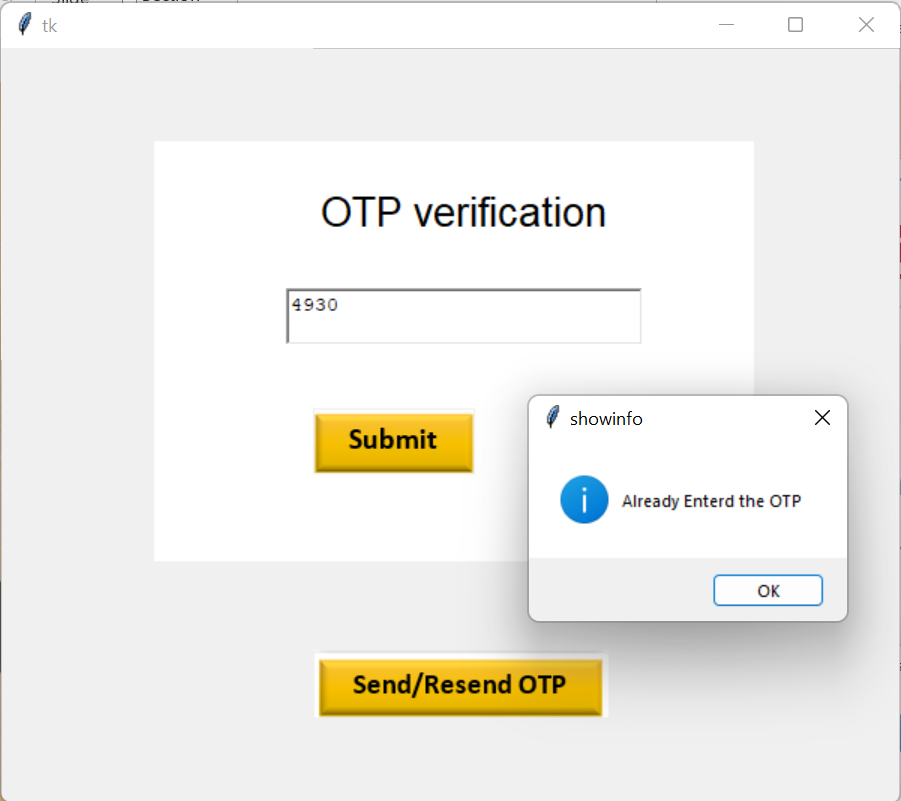 tk
OTP verification
4930
Submit
showinfo
Already Enterd the OTP
OK
Send/Resend OTP